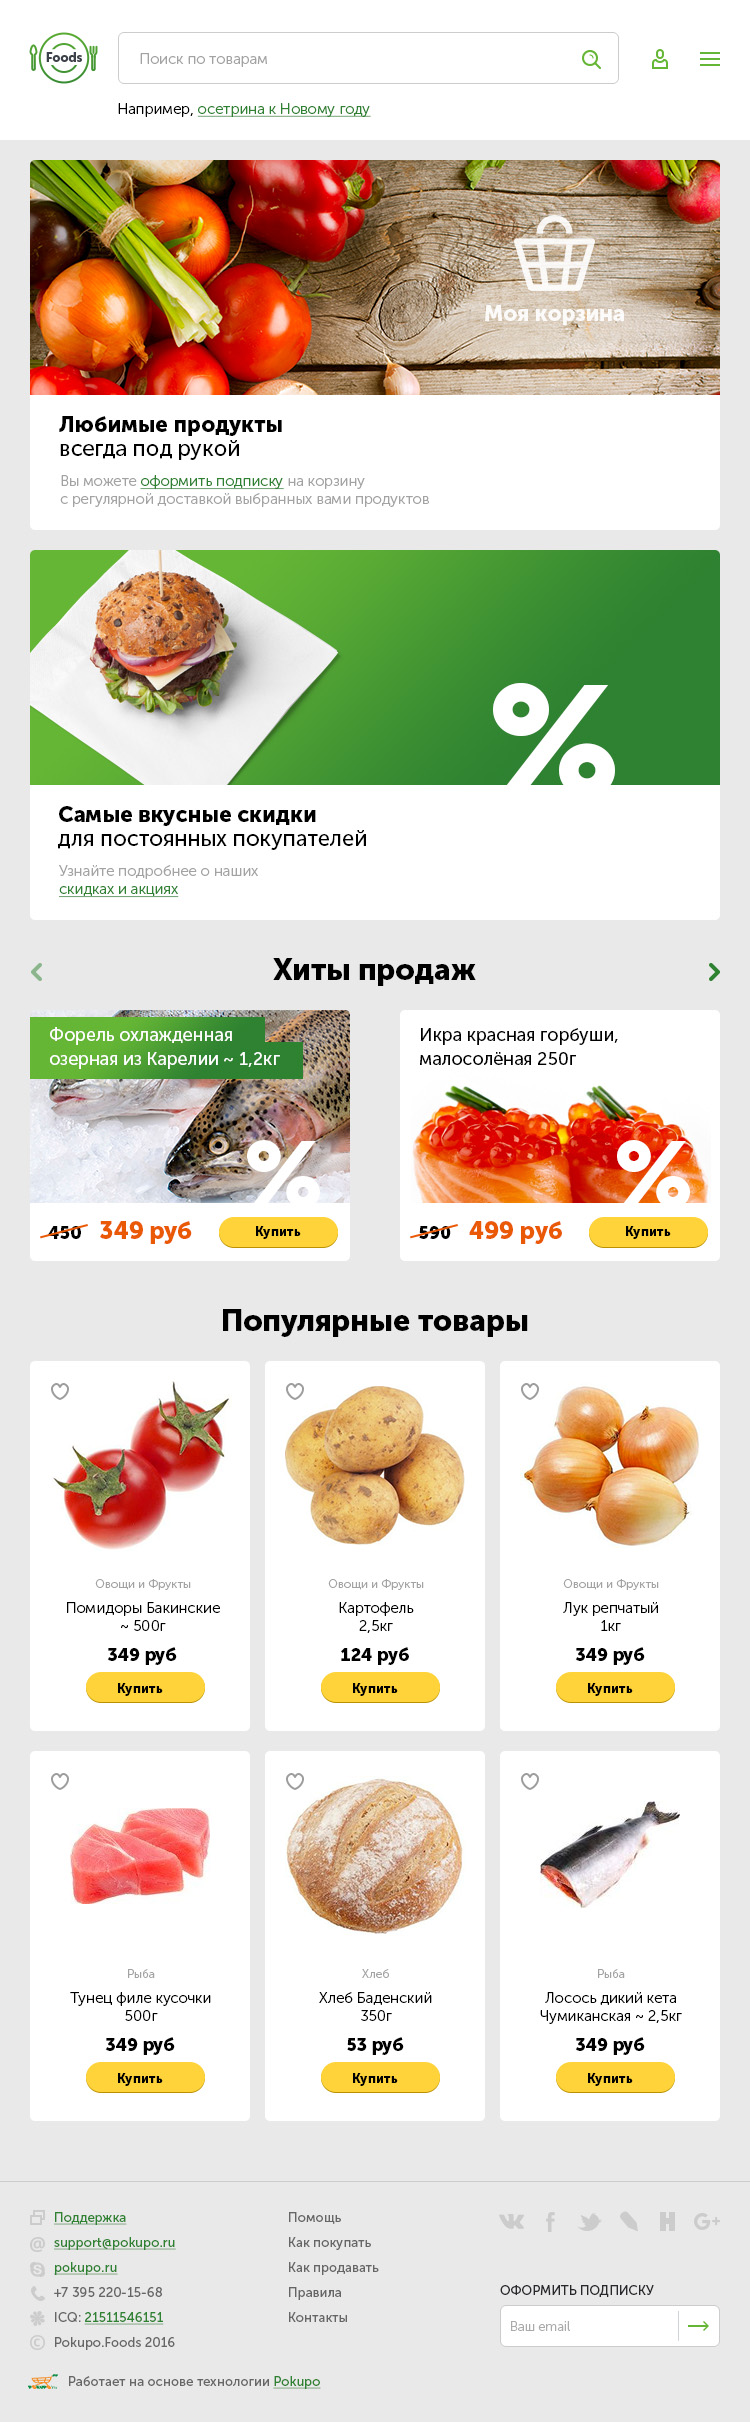 Foods
Поиск по товарам
Например, осетрина к Новому году
Моя корзина
Любимые продукты
всегда под рукой
Вы можете оформить подписку на корзину
с регулярной доставкой выбранных вами продуктов
%
Самые вкусные скидки
для постоянных покупателей
Узнайте подробнее о наших
скидках и акциях
Хиты продаж
Форель охлажденная
озерная из Карелии ~ 1,2кг
%
450 349 руб Купить
Икра красная горбуши,
малосолёная 250г
%
590 499 руб Купить
Популярные товары
Овощи и Фрукты
Помидоры Бакинские
~ 500г
349 руб
Купить
Овощи и Фрукты
Картофель
2,5кг
124 руб
Купить
Овощи и Фрукты
Лук репчатый
1кг
349 руб
Купить
Рыба
Тунец филе кусочки
500г
349 руб
Купить
Хлеб
Хлеб Баденский
350г
53 руб
Купить
Рыба
Лосось дикий кета
Чумиканская ~ 2,5кг
349 руб
Купить
Поддержка
support@pokupo.ru
pokupo.ru
+7 395 220-15-68
ICQ: 21511546151
© Pokupo.Foods 2016
Помощь
Как покупать
Как продавать
Правила
Контакты
ОФОРМИТЬ ПОДПИСКУ
Ваш email
Работает на основе технологии Pokupo